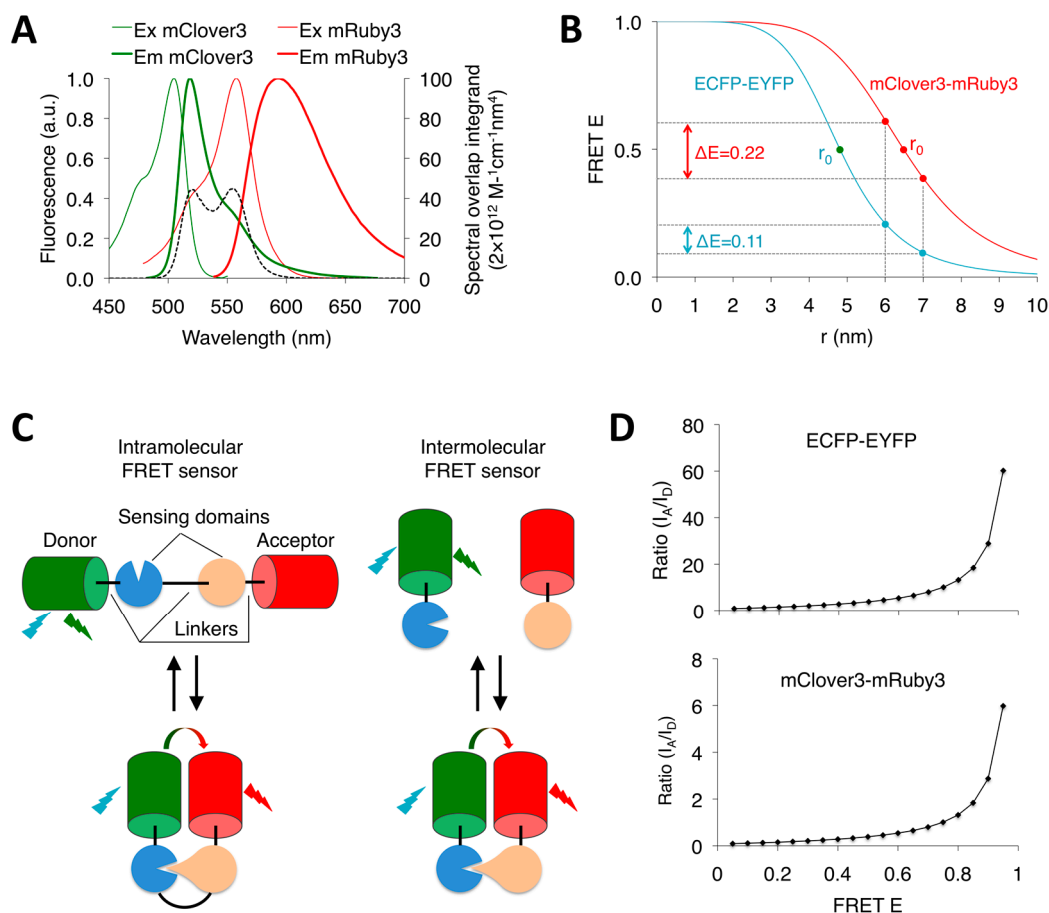 A
Ex mClover3
Ex mRuby3
Em mClover3
Em mRuby3
Fluorescence (a.u.)
1.0
0.8
0.6
0.4
0.2
0.0
100
80
60
40
20
0
Spectral overlap integrand
(2×10¹² M-¹cm-¹nm⁴)
450
500
550
600
650
700
Wavelength (nm)
B
FRET E
1.0
0.5
0.0
ECFP-EYFP
mClover3-mRuby3
r₀
r₀
ΔE=0.22
ΔE=0.11
0
1
2
3
4
5
6
7
8
9
10
r (nm)
C
Intramolecular
FRET sensor
Intermolecular
FRET sensor
Sensing domains
Donor
Acceptor
Linkers
D
ECFP-EYFP
Ratio (I_A/I_D)
80
60
40
20
0
mClover3-mRuby3
Ratio (I_A/I_D)
8
6
4
2
0
0
0.2
0.4
0.6
0.8
1
FRET E